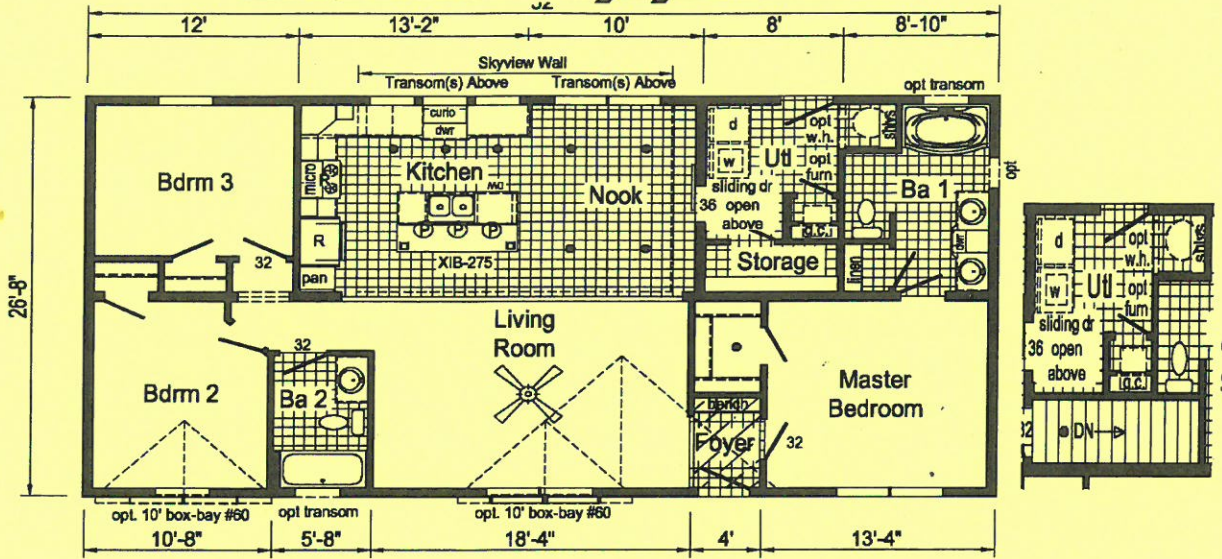 52'
12'
13'-2"
10'
8'
8'-10"
Skyview Wall
Transom(s) Above
Transom(s) Above
opt transom
26'-8"
Bdrm 3
curio
dwr
micro
R
pan
Kitchen
DW
P P P
XIB-275
Nook
d
w
Utl
opt
w.h.
opt
furn
shlvs
sliding dr
36 open
above
g.c.
Storage
linen
Ba 1
dwr
opt
32
Bdrm 2
32
Ba 2
Living
Room
bench
Foyer
32
Master
Bedroom
opt. 10' box-bay #60
opt transom
opt. 10' box-bay #60
10'-8"
5'-8"
18'-4"
4'
13'-4"
d
w
Utl
opt
w.h.
opt
furn
shlvs
sliding dr
36 open
above
g.c.
32
DN